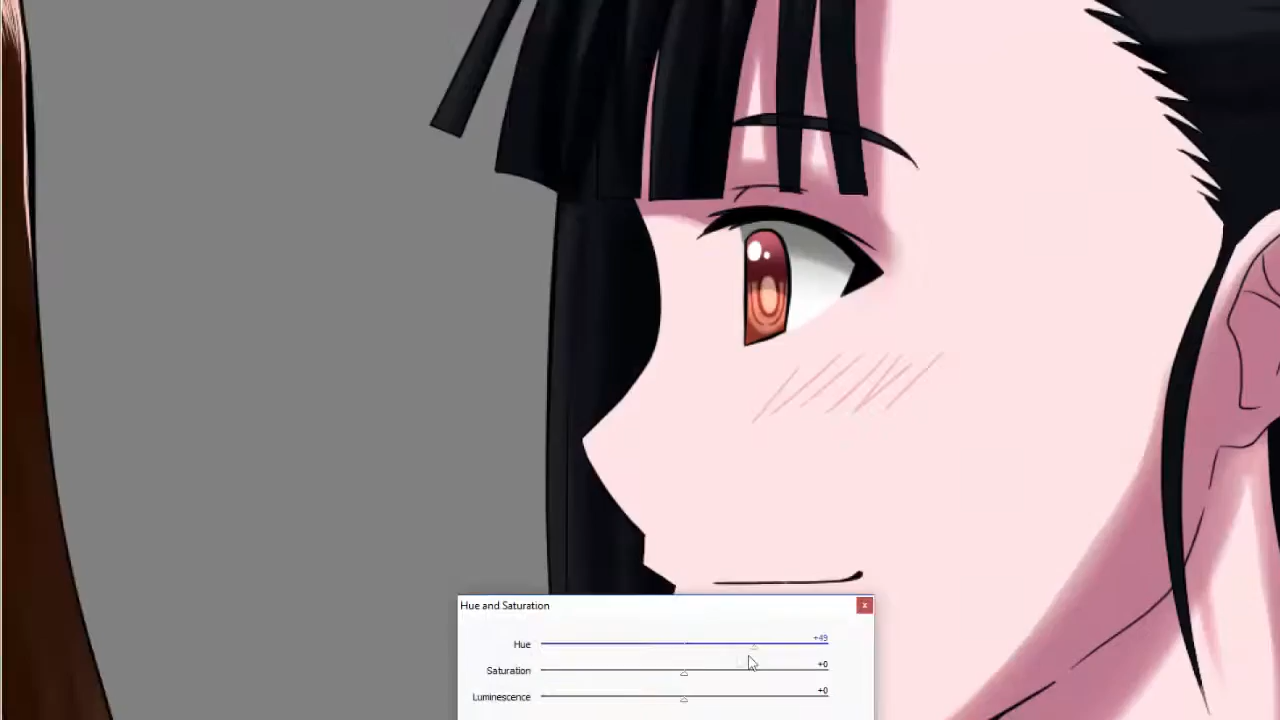 Hue and Saturation x
Hue +49
Saturation +0
Luminescence +0